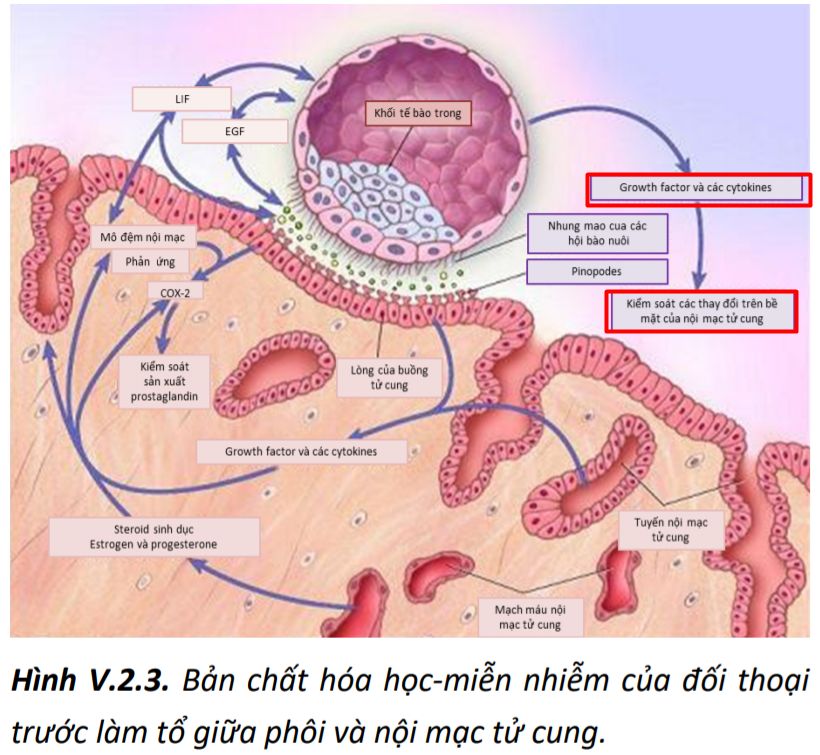 LIF
EGF
Khối tế bào trong
Growth factor và các cytokines
Mô đệm nội mạc
Phản ứng
COX-2
Nhung mao cua các
hội bào nuôi
Pinopodes
Kiểm soát các thay đổi trên bề
mặt của nội mạc tử cung
Kiểm soát
sản xuất
prostaglandin
Lòng của buồng
tử cung
Growth factor và các cytokines
Steroid sinh dục
Estrogen và progesterone
Tuyến nội mạc
tử cung
Mạch máu nội
mạc tử cung
Hình V.2.3. Bản chất hóa học-miễn nhiễm của đối thoại
trước làm tổ giữa phôi và nội mạc tử cung.